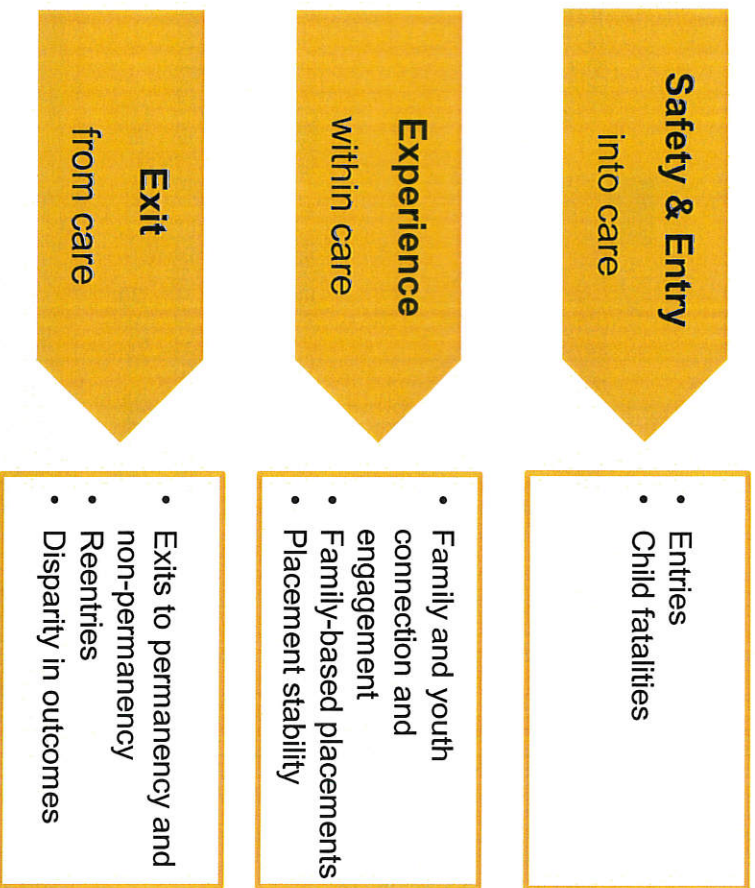 Safety & Entry
into care
• Entries
• Child fatalities
Experience
within care
• Family and youth
connection and
engagement
• Family-based placements
• Placement stability
Exit
from care
• Exits to permanency and
non-permanency
• Reentries
• Disparity in outcomes